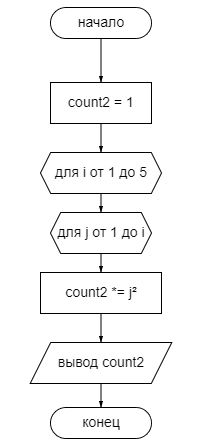 начало
count2 = 1
для i от 1 до 5
для j от 1 до i
count2 *= j²
вывод count2
конец